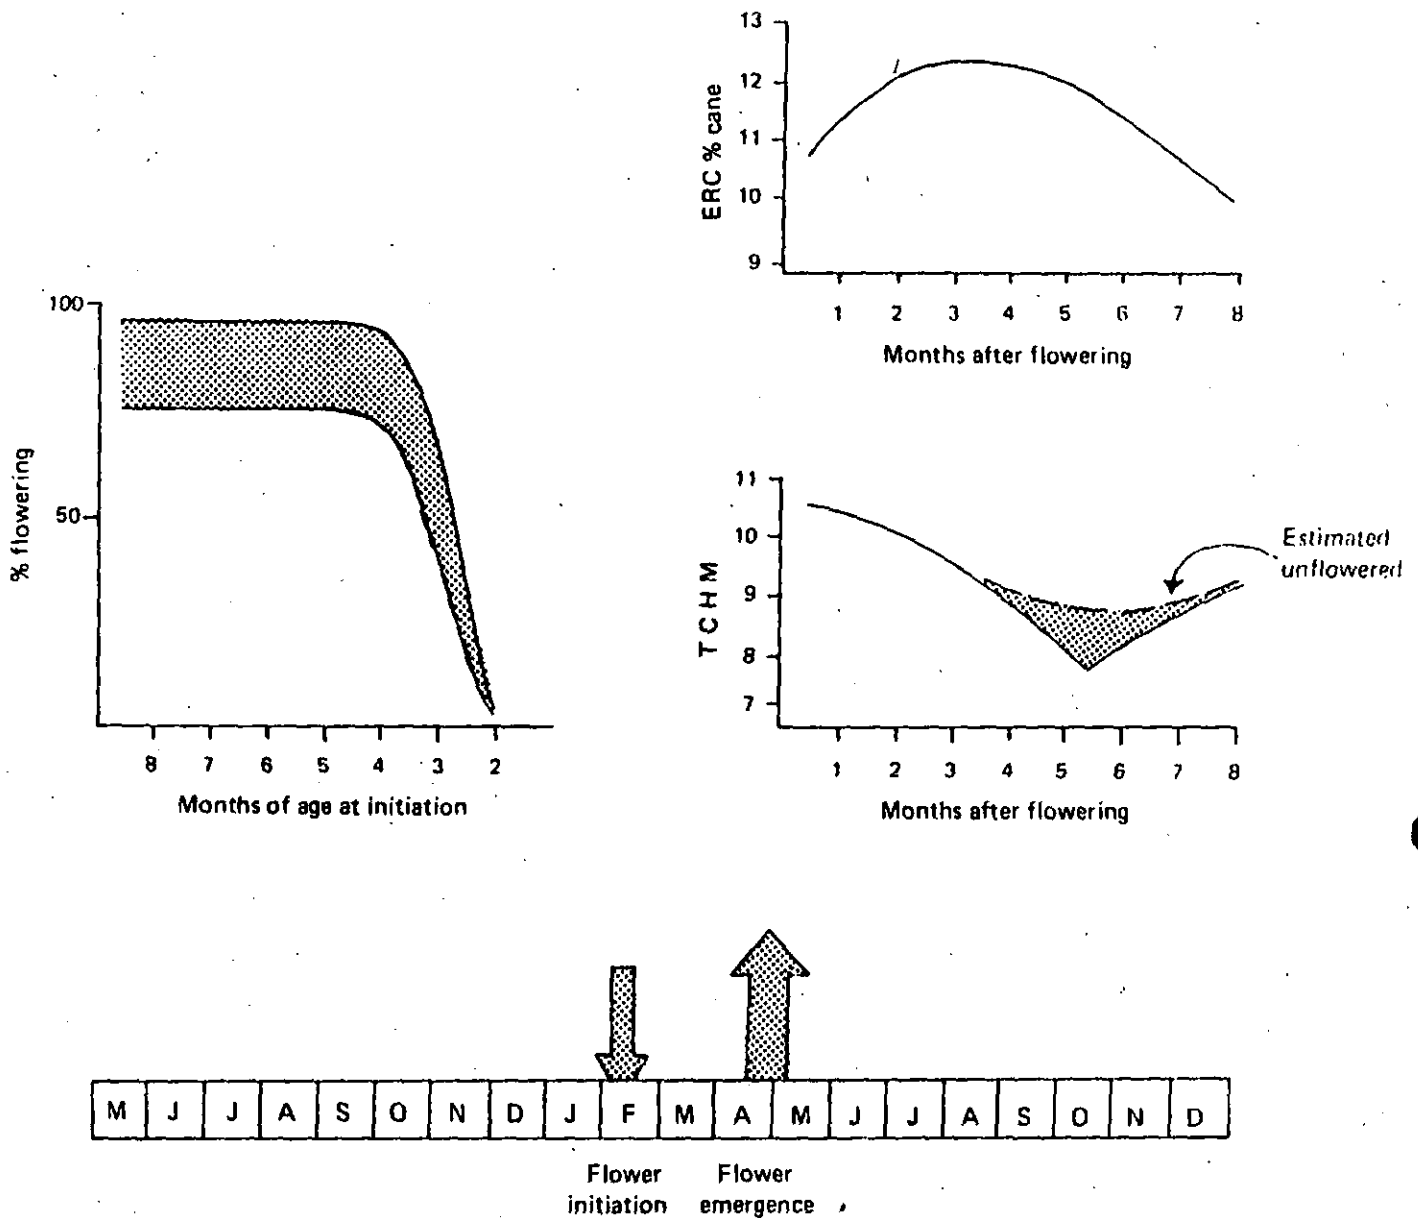 13
12
11
10
9
ERC % cane
1 2 3 4 5 6 7 8
Months after flowering
100
50
% flowering
8 7 6 5 4 3 2
Months of age at initiation
11
10
9
8
7
TCHM
Estimated
unflowered
1 2 3 4 5 6 7 8
Months after flowering
M J J A S O N D J F M A M J J A S O N D
Flower
initiation
Flower
emergence